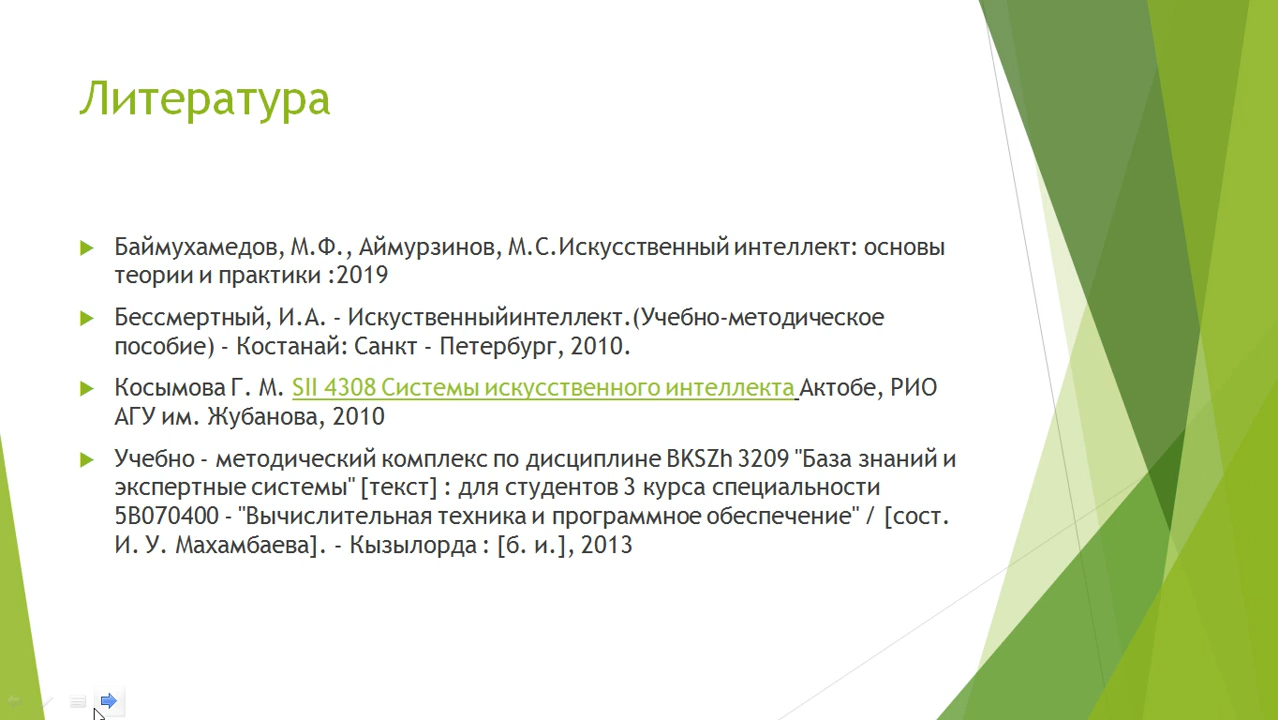 Литература
Баймухамедов, М.Ф., Аймурзинов, М.С.Искусственный интеллект: основы
теории и практики :2019
Бессмертный, И.А. - Искуственныйинтеллект.(Учебно-методическое
пособие) - Костанай: Санкт - Петербург, 2010.
Косымова Г. М. SII 4308 Системы искусственного интеллекта Актобе, РИО
АГУ им. Жубанова, 2010
Учебно - методический комплекс по дисциплине BKSZh 3209 "База знаний и
экспертные системы" [текст] : для студентов 3 курса специальности
5В070400 - "Вычислительная техника и программное обеспечение" / [сост.
И. У. Махамбаева]. - Кызылорда : [б. и.], 2013